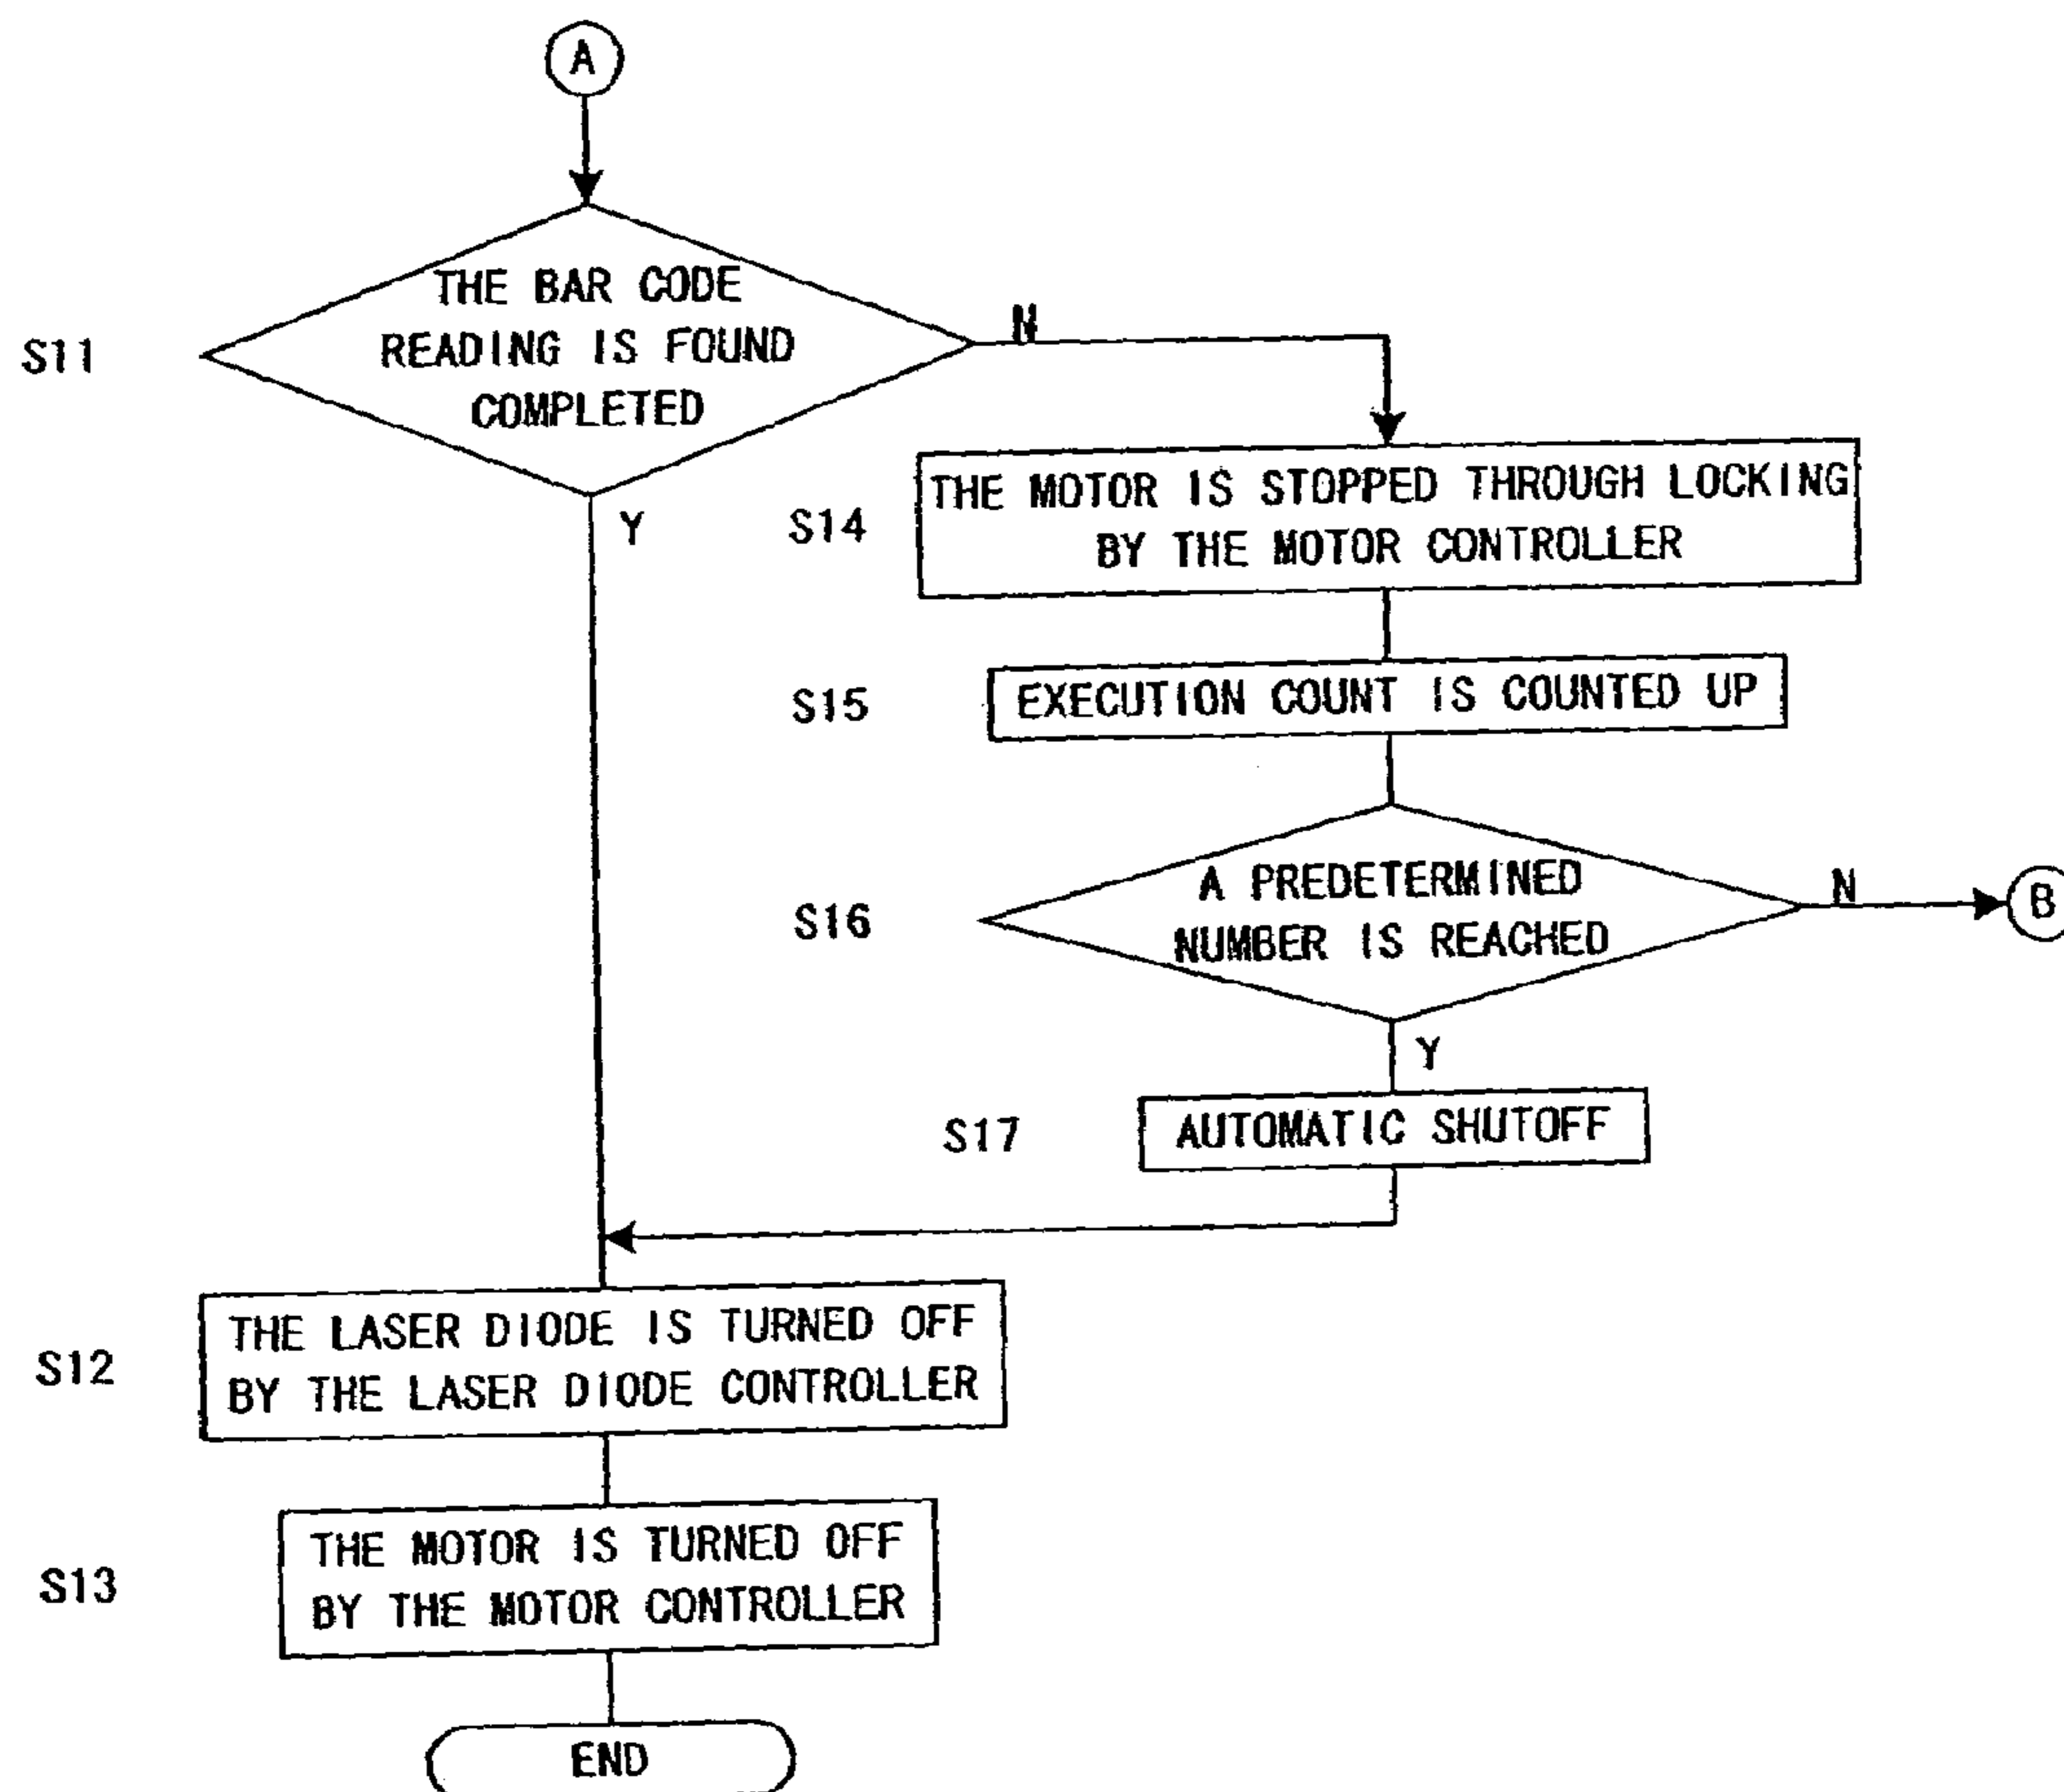 A
THE BAR CODE
READING IS FOUND
COMPLETED
S11
N
Y
THE MOTOR IS STOPPED THROUGH LOCKING
BY THE MOTOR CONTROLLER
S14
EXECUTION COUNT IS COUNTED UP
S15
A PREDETERMINED
NUMBER IS REACHED
S16
N
B
Y
AUTOMATIC SHUTOFF
S17
THE LASER DIODE IS TURNED OFF
BY THE LASER DIODE CONTROLLER
S12
THE MOTOR IS TURNED OFF
BY THE MOTOR CONTROLLER
S13
END